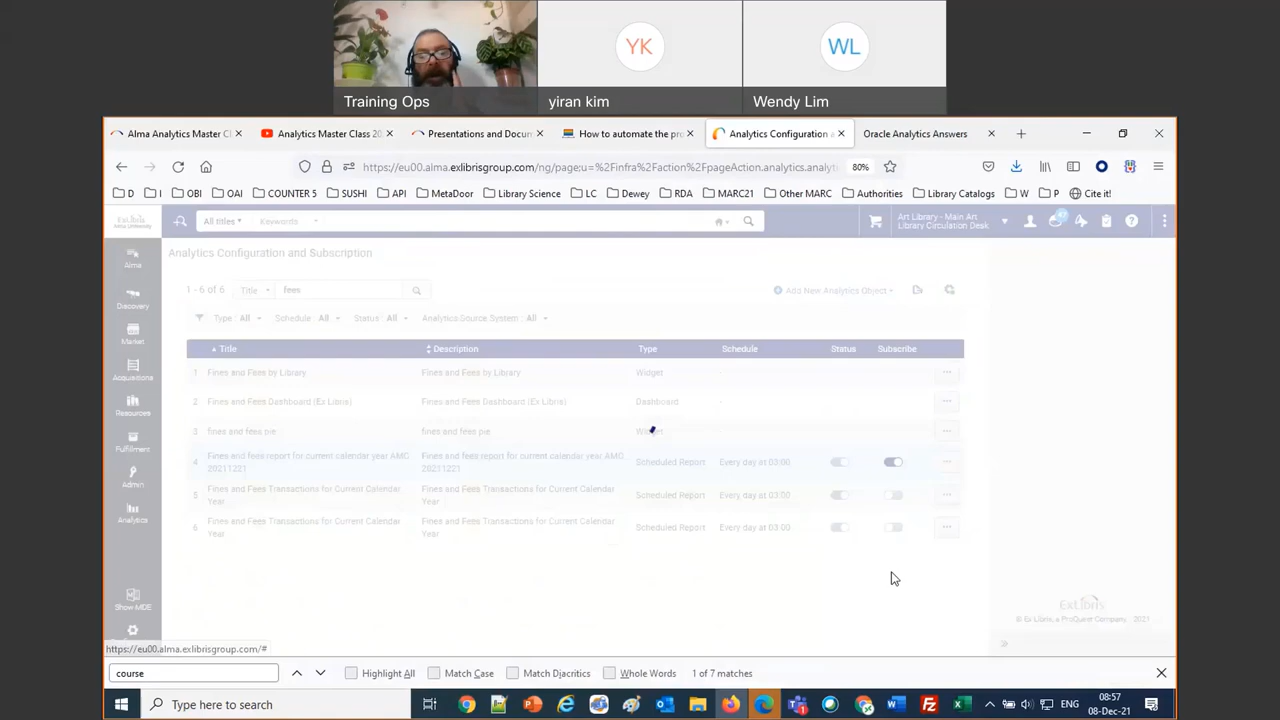 YK
WL
Training Ops
yiran kim
Wendy Lim
Alma Analytics Master C
Analytics Master Class 20
Presentations and Docum
How to automate the pro
Analytics Configuration a
Oracle Analytics Answers
https://eu00.alma.exlibrisgroup.com/ng/page;u=%2Finfra%2Faction%2FpageAction.analytics.analyt
80%
D
I
OBI
OAI
COUNTER 5
SUSHI
API
MetaDoor
Library Science
LC
Dewey
RDA
MARC21
Other MARC
Authorities
Library Catalogs
W
P
Cite it!
ExLibris
All titles
Keywords
Art Library - Main Art
Library Circulation Desk
Alma
Discovery
Market
Acquisitions
Resources
Fulfillment
Admin
Analytics
Show MDE
Analytics Configuration and Subscription
1 - 6 of 6
Title
fees
Add New Analytics Object
Type : All
Schedule : All
Status : All
Analytics Source System : All
Title
Description
Type
Schedule
Status
Subscribe
1
Fines and Fees by Library
Fines and Fees by Library
Widget
-
2
Fines and Fees Dashboard (Ex Libris)
Fines and Fees Dashboard (Ex Libris)
Dashboard
-
3
fines and fees pie
fines and fees pie
4
Fines and fees report for current calendar year AMC
20211221
Fines and fees report for current calendar year AMC
20211221
Scheduled Report
Every day at 03:00
5
Fines and Fees Transactions for Current Calendar
Year
Fines and Fees Transactions for Current Calendar
Year
Scheduled Report
Every day at 03:00
6
Fines and Fees Transactions for Current Calendar
Year
Fines and Fees Transactions for Current Calendar
Year
Scheduled Report
Every day at 03:00
ExLibris
© Ex Libris, a ProQuest Company, 2021
https://eu00.alma.exlibrisgroup.com/#
course
Highlight All
Match Case
Match Diacritics
Whole Words
1 of 7 matches
Type here to search
ENG
08:57
08-Dec-21